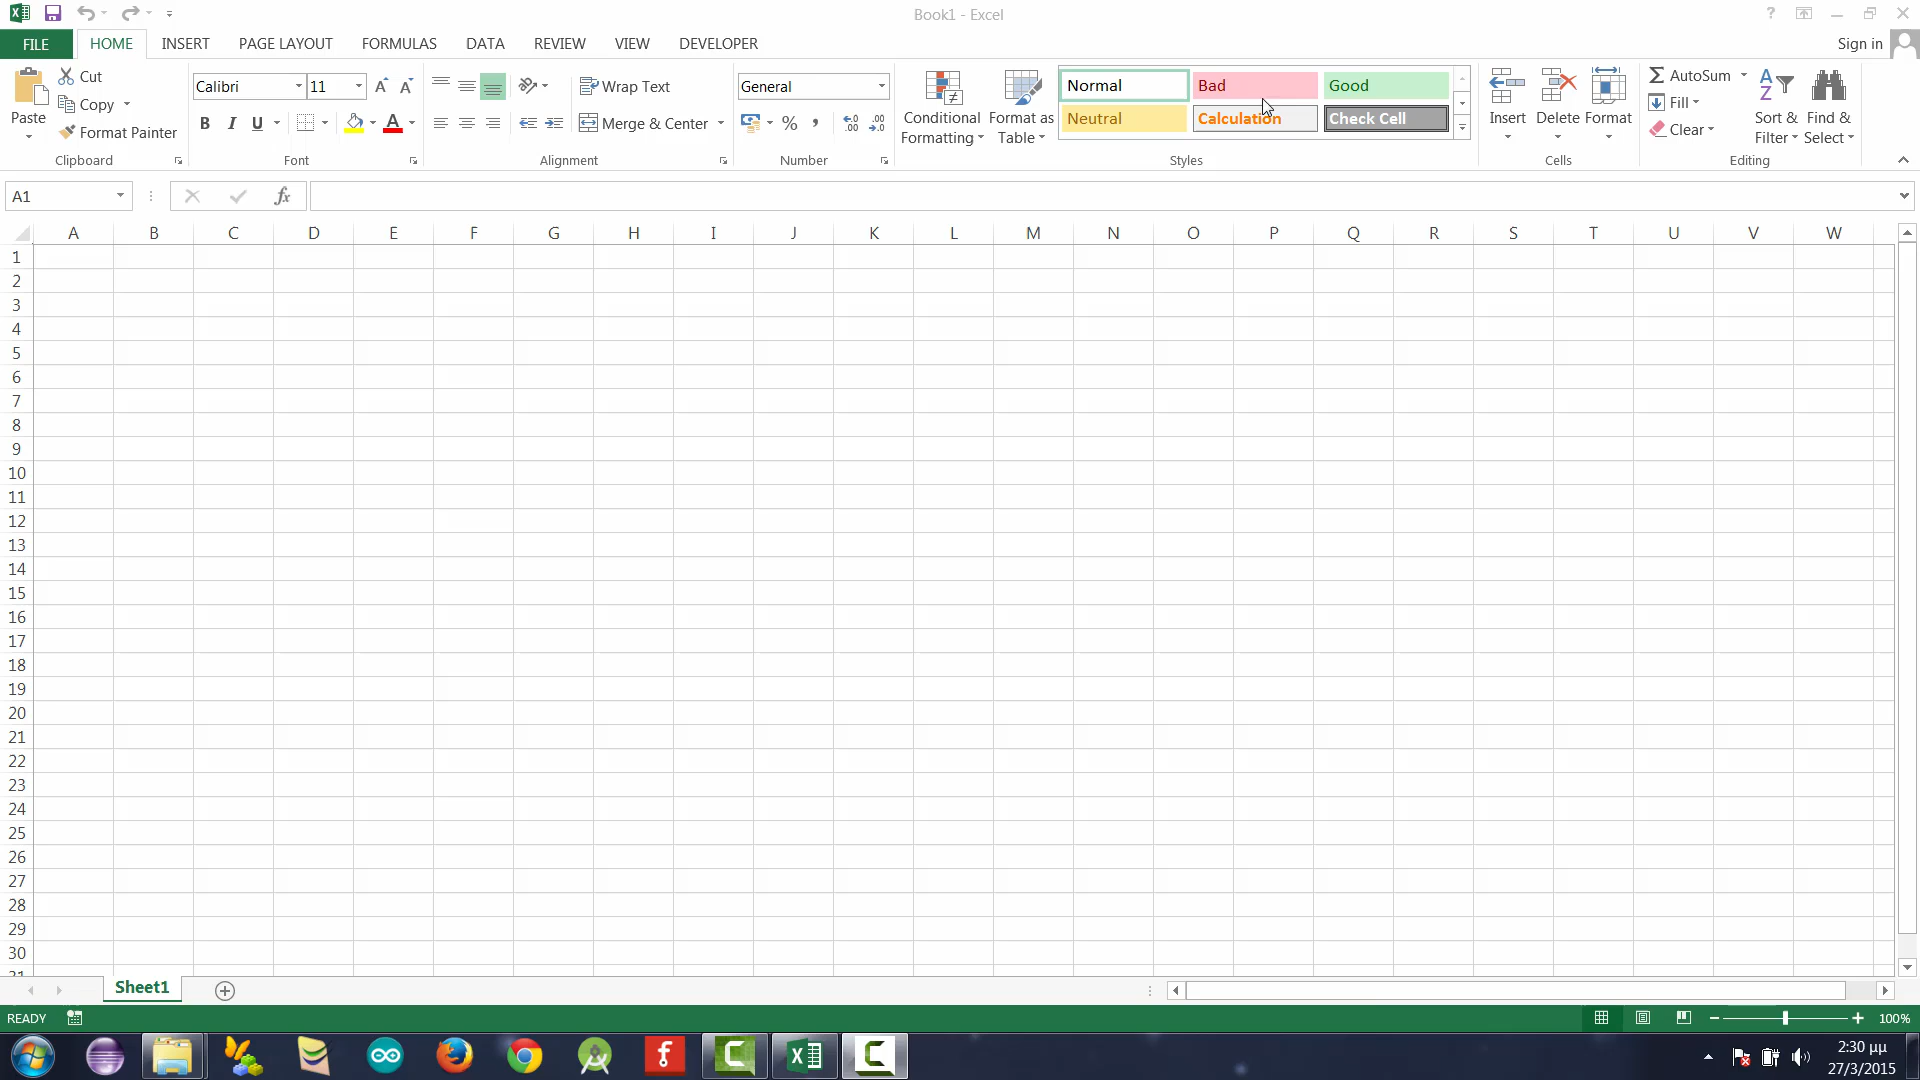 Book1 - Excel
FILE HOME INSERT PAGE LAYOUT FORMULAS DATA REVIEW VIEW DEVELOPER Sign in
Paste
Cut
Copy
Format Painter
Clipboard
Calibri 11
B I U A
Font
Wrap Text
Merge & Center
Alignment
General
%
Number
Conditional Formatting
Format as Table
Normal Bad Good
Neutral Calculation Check Cell
Styles
Insert Delete Format
Cells
AutoSum
Fill
Clear
Sort & Filter
Find & Select
Editing
A1 fx
A B C D E F G H I J K L M N O P Q R S T U V W
1
2
3
4
5
6
7
8
9
10
11
12
13
14
15
16
17
18
19
20
21
22
23
24
25
26
27
28
29
30
31
Sheet1
READY 100%
2:30 μμ
27/3/2015